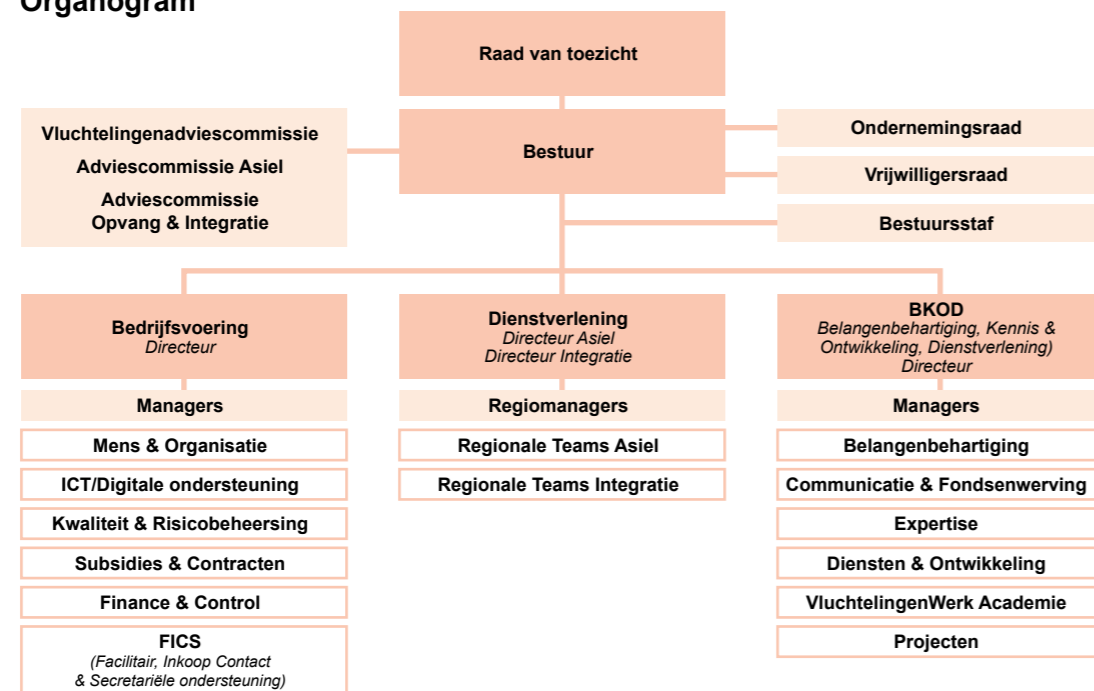 Organogram
Raad van toezicht
Vluchtelingenadviescommissie
Adviescommissie Asiel
Adviescommissie
Opvang & Integratie
Bestuur
Ondernemingsraad
Vrijwilligersraad
Bestuursstaf
Bedrijfsvoering
Directeur
Managers
Mens & Organisatie
ICT/Digitale ondersteuning
Kwaliteit & Risicobeheersing
Subsidies & Contracten
Finance & Control
FICS
(Facilitair, Inkoop Contact
& Secretariële ondersteuning)
Dienstverlening
Directeur Asiel
Directeur Integratie
Regiomanagers
Regionale Teams Asiel
Regionale Teams Integratie
BKOD
Belangenbehartiging, Kennis &
Ontwikkeling, Dienstverlening)
Directeur
Managers
Belangenbehartiging
Communicatie & Fondsenwerving
Expertise
Diensten & Ontwikkeling
VluchtelingenWerk Academie
Projecten